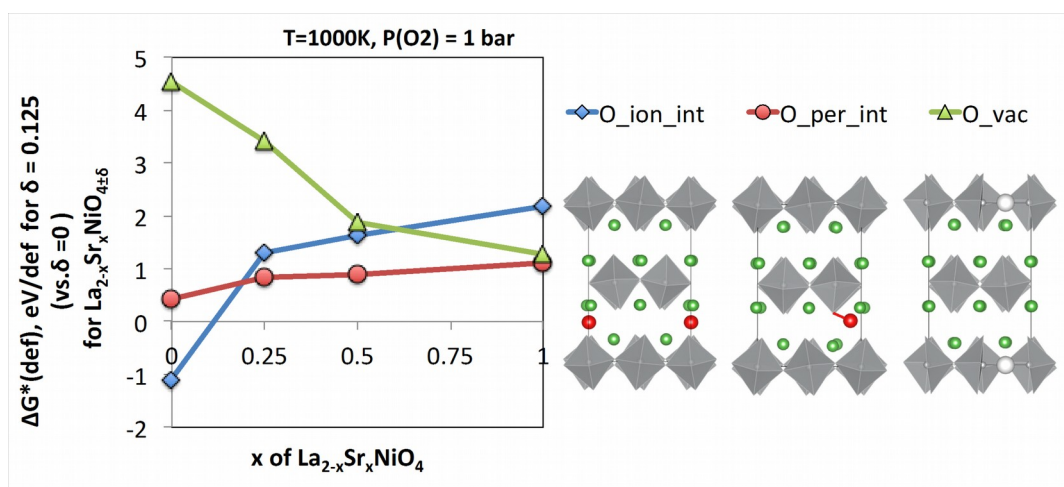 T=1000K, P(O2) = 1 bar
ΔG*(def), eV/def for δ = 0.125
(vs.δ =0 )
for La2-xSrxNiO4±δ
5
4
3
2
1
0
-1
-2
0
0.25
0.5
0.75
1
x of La2-xSrxNiO4
O_ion_int
O_per_int
O_vac